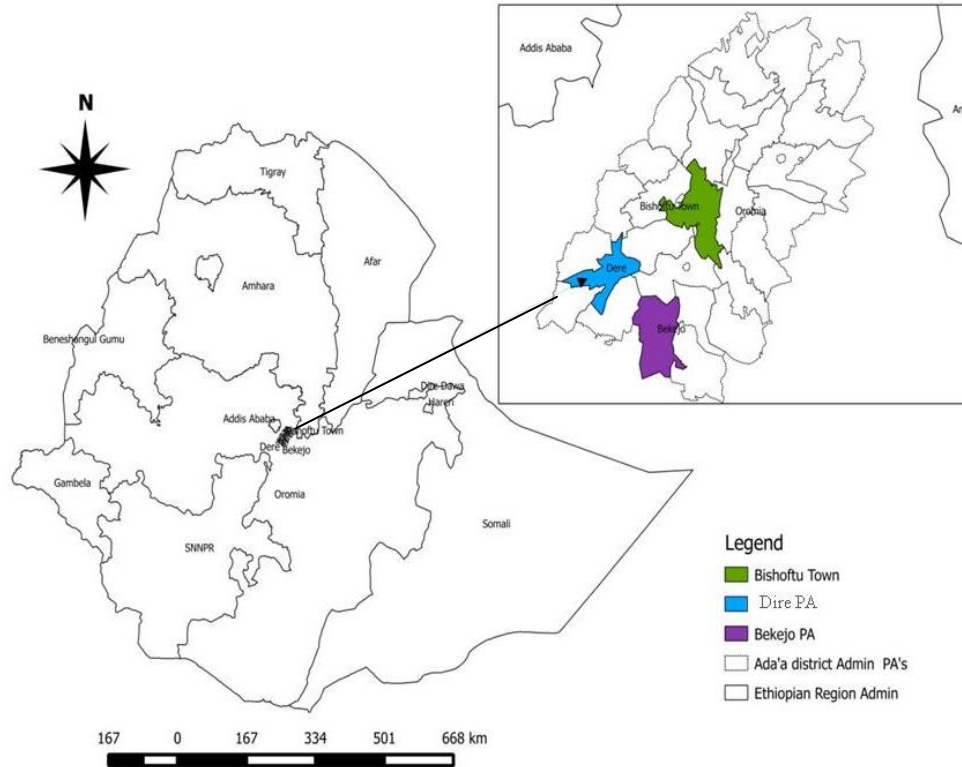 N
Tigray
Afar
Amhara
Beneshangul Gumu
Dire Dawa
Hareri
Addis Ababa
Bishoftu Town
Dere
Bekejo
Gambela
Oromia
Somali
SNNPR
Addis Ababa
Bishoftu Town
Oromia
Dere
Bekejo
Legend
Bishoftu Town
Dire PA
Bekejo PA
Ada'a district Admin PA's
Ethiopian Region Admin
167 0 167 334 501 668 km